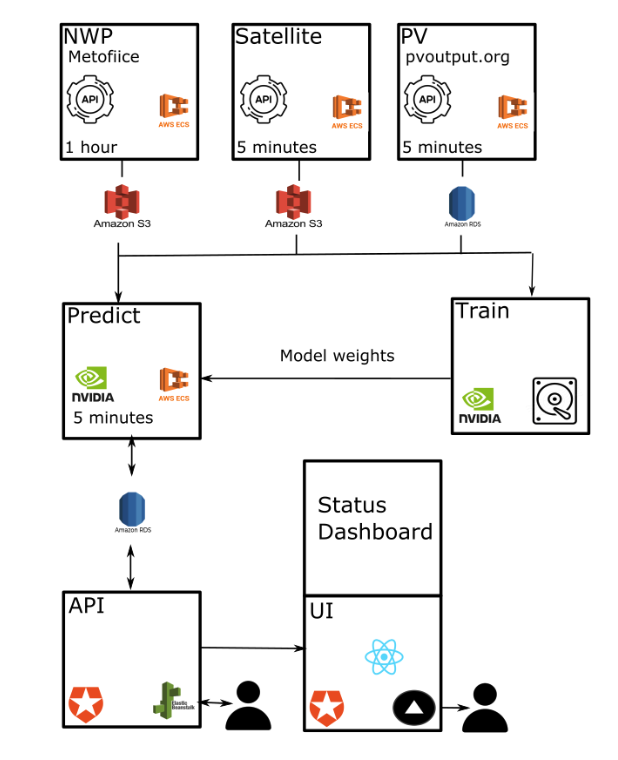 NWP
Metofiice
API
AWS ECS
1 hour
Satellite
API
AWS ECS
5 minutes
PV
pvoutput.org
API
AWS ECS
5 minutes
Amazon S3
Amazon S3
Amazon RDS
Predict
NVIDIA
AWS ECS
5 minutes
Model weights
Train
NVIDIA
Amazon RDS
Status
Dashboard
API
Elastic
Beanstalk
UI